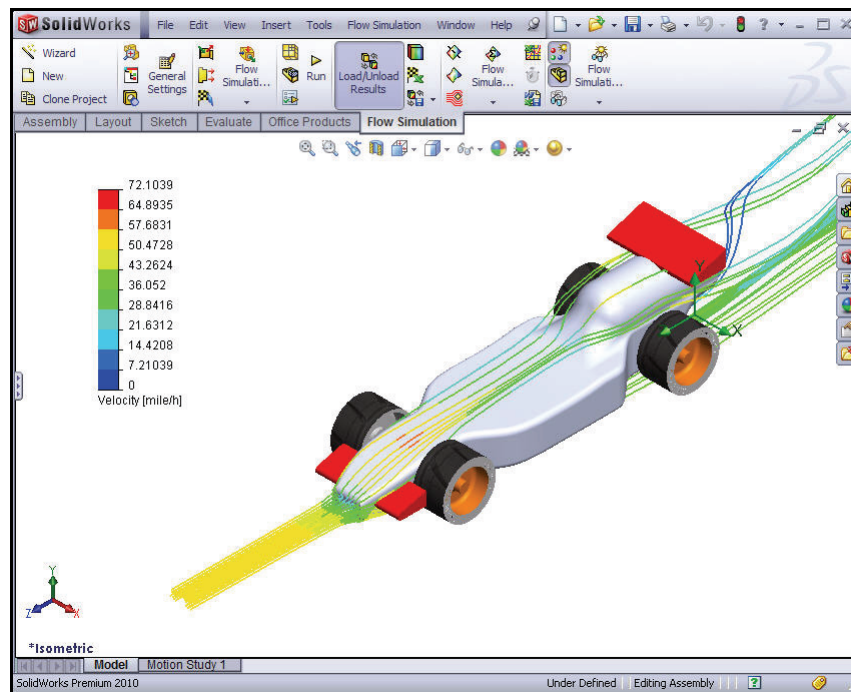 SolidWorks File Edit View Insert Tools Flow Simulation Window Help
Wizard
New
Clone Project
General Settings
Flow Simulati...
Run
Load/Unload Results
Flow Simula...
Flow Simulati...
Assembly Layout Sketch Evaluate Office Products Flow Simulation
72.1039
64.8935
57.6831
50.4728
43.2624
36.052
28.8416
21.6312
14.4208
7.21039
0
Velocity [mile/h]
Y
X
Y
Z
X
*Isometric
Model Motion Study 1
SolidWorks Premium 2010 Under Defined Editing Assembly